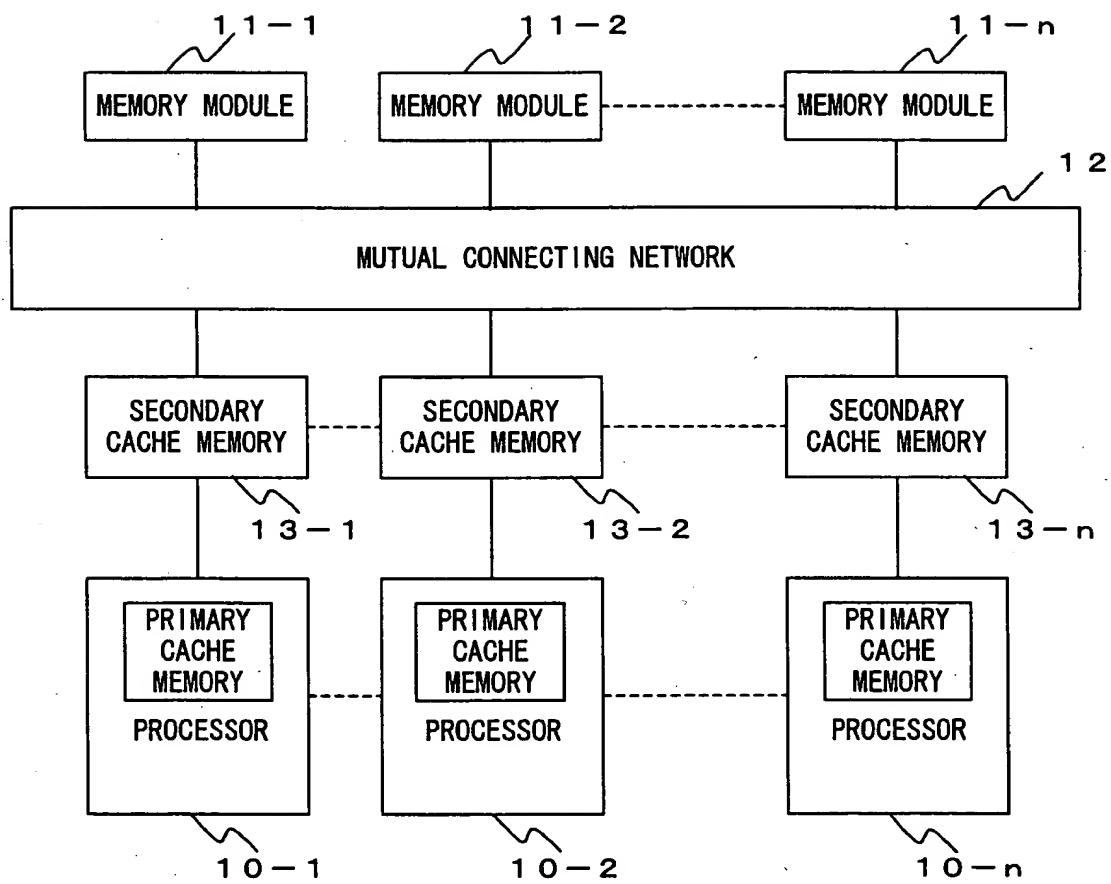 11-1
11-2
11-n
MEMORY MODULE
MEMORY MODULE
MEMORY MODULE
12
MUTUAL CONNECTING NETWORK
SECONDARY
CACHE MEMORY
SECONDARY
CACHE MEMORY
SECONDARY
CACHE MEMORY
13-1
13-2
13-n
PRIMARY
CACHE
MEMORY
PROCESSOR
PRIMARY
CACHE
MEMORY
PROCESSOR
PRIMARY
CACHE
MEMORY
PROCESSOR
10-1
10-2
10-n